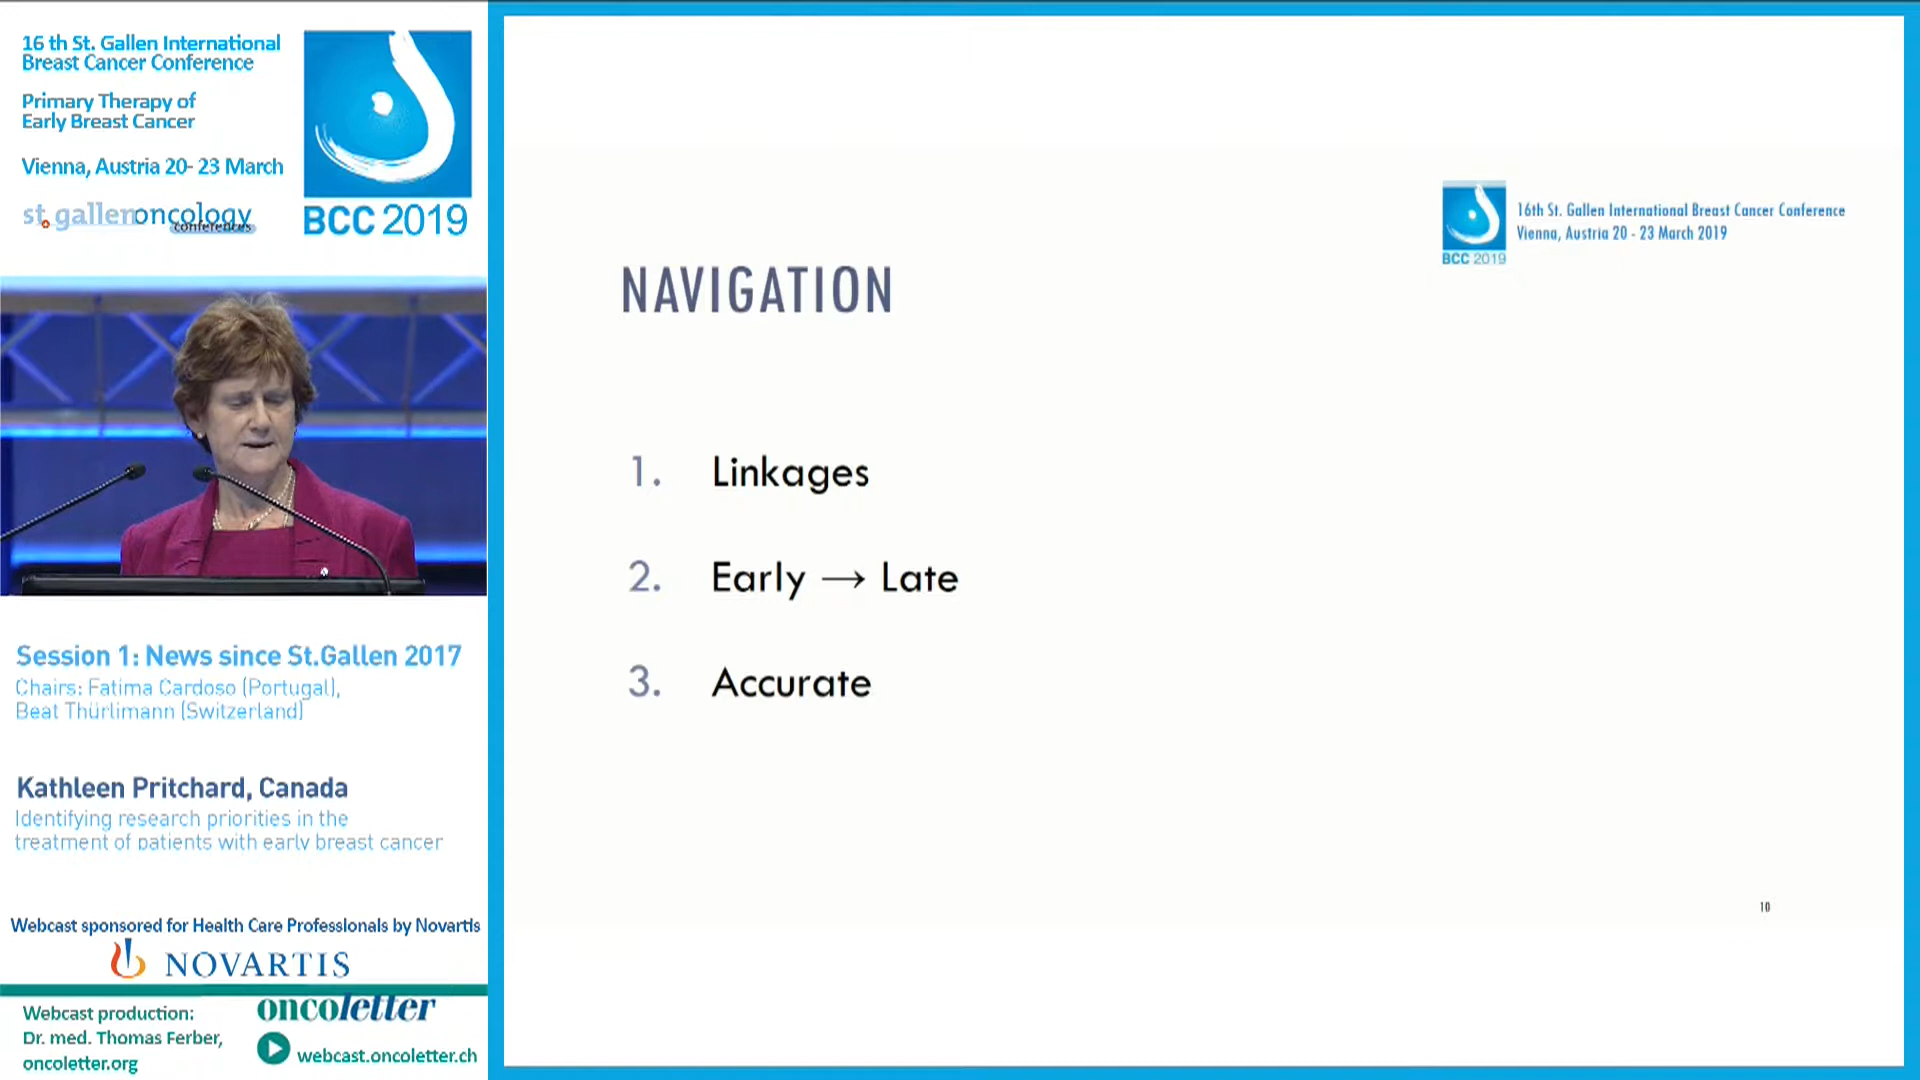 16 th St. Gallen International
Breast Cancer Conference
Primary Therapy of
Early Breast Cancer
Vienna, Austria 20- 23 March
st.gallenoncology
conferences
BCC 2019
Session 1: News since St.Gallen 2017
Chairs: Fatima Cardoso (Portugal),
Beat Thürlimann (Switzerland)
Kathleen Pritchard, Canada
Identifying research priorities in the
treatment of patients with early breast cancer
Webcast sponsored for Health Care Professionals by Novartis
NOVARTIS
Webcast production:
Dr. med. Thomas Ferber,
oncoletter.org
oncoletter
webcast.oncoletter.ch
16th St. Gallen International Breast Cancer Conference
Vienna, Austria 20 - 23 March 2019
BCC 2019
NAVIGATION
1. Linkages
2. Early → Late
3. Accurate
10